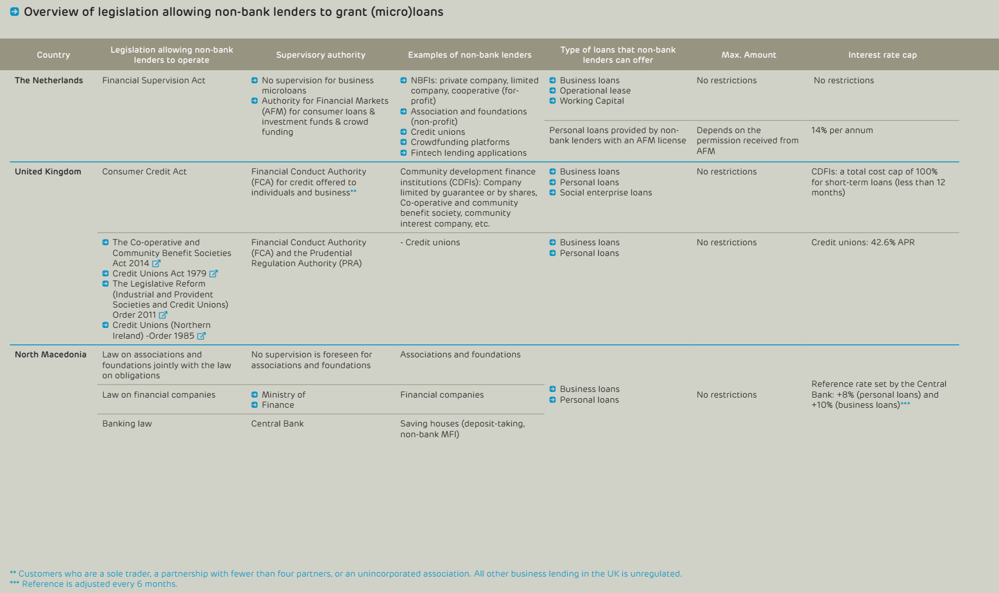 Overview of legislation allowing non-bank lenders to grant (micro)loans
Country
Legislation allowing non-bank
lenders to operate
Supervisory authority
Examples of non-bank lenders
Type of loans that non-bank
lenders can offer
Max. Amount
Interest rate cap
The Netherlands
Financial Supervision Act
No supervision for business
microloans
Authority for Financial Markets
(AFM) for consumer loans &
investment funds & crowd
funding
NBFIs: private company, limited
company, cooperative (for-
profit)
Association and foundations
(non-profit)
Credit unions
Crowdfunding platforms
Fintech lending applications
Business loans
Operational lease
Working Capital
No restrictions
No restrictions
Personal loans provided by non-
bank lenders with an AFM license
Depends on the
permission received from
AFM
14% per annum
United Kingdom
Consumer Credit Act
Financial Conduct Authority
(FCA) for credit offered to
individuals and business**
Community development finance
institutions (CDFIs): Company
limited by guarantee or by shares,
Co-operative and community
benefit society, community
interest company, etc.
Business loans
Personal loans
Social enterprise loans
No restrictions
CDFIs: a total cost cap of 100%
for short-term loans (less than 12
months)
The Co-operative and
Community Benefit Societies
Act 2014
Credit Unions Act 1979
The Legislative Reform
(Industrial and Provident
Societies and Credit Unions)
Order 2011
Credit Unions (Northern
Ireland) -Order 1985
Financial Conduct Authority
(FCA) and the Prudential
Regulation Authority (PRA)
- Credit unions
Business loans
Personal loans
No restrictions
Credit unions: 42.6% APR
North Macedonia
Law on associations and
foundations jointly with the law
on obligations
No supervision is foreseen for
associations and foundations
Associations and foundations
Law on financial companies
Ministry of
Finance
Financial companies
Banking law
Central Bank
Saving houses (deposit-taking,
non-bank MFI)
Business loans
Personal loans
No restrictions
Reference rate set by the Central
Bank: +8% (personal loans) and
+10% (business loans)***
** Customers who are a sole trader, a partnership with fewer than four partners, or an unincorporated association. All other business lending in the UK is unregulated.
*** Reference is adjusted every 6 months.